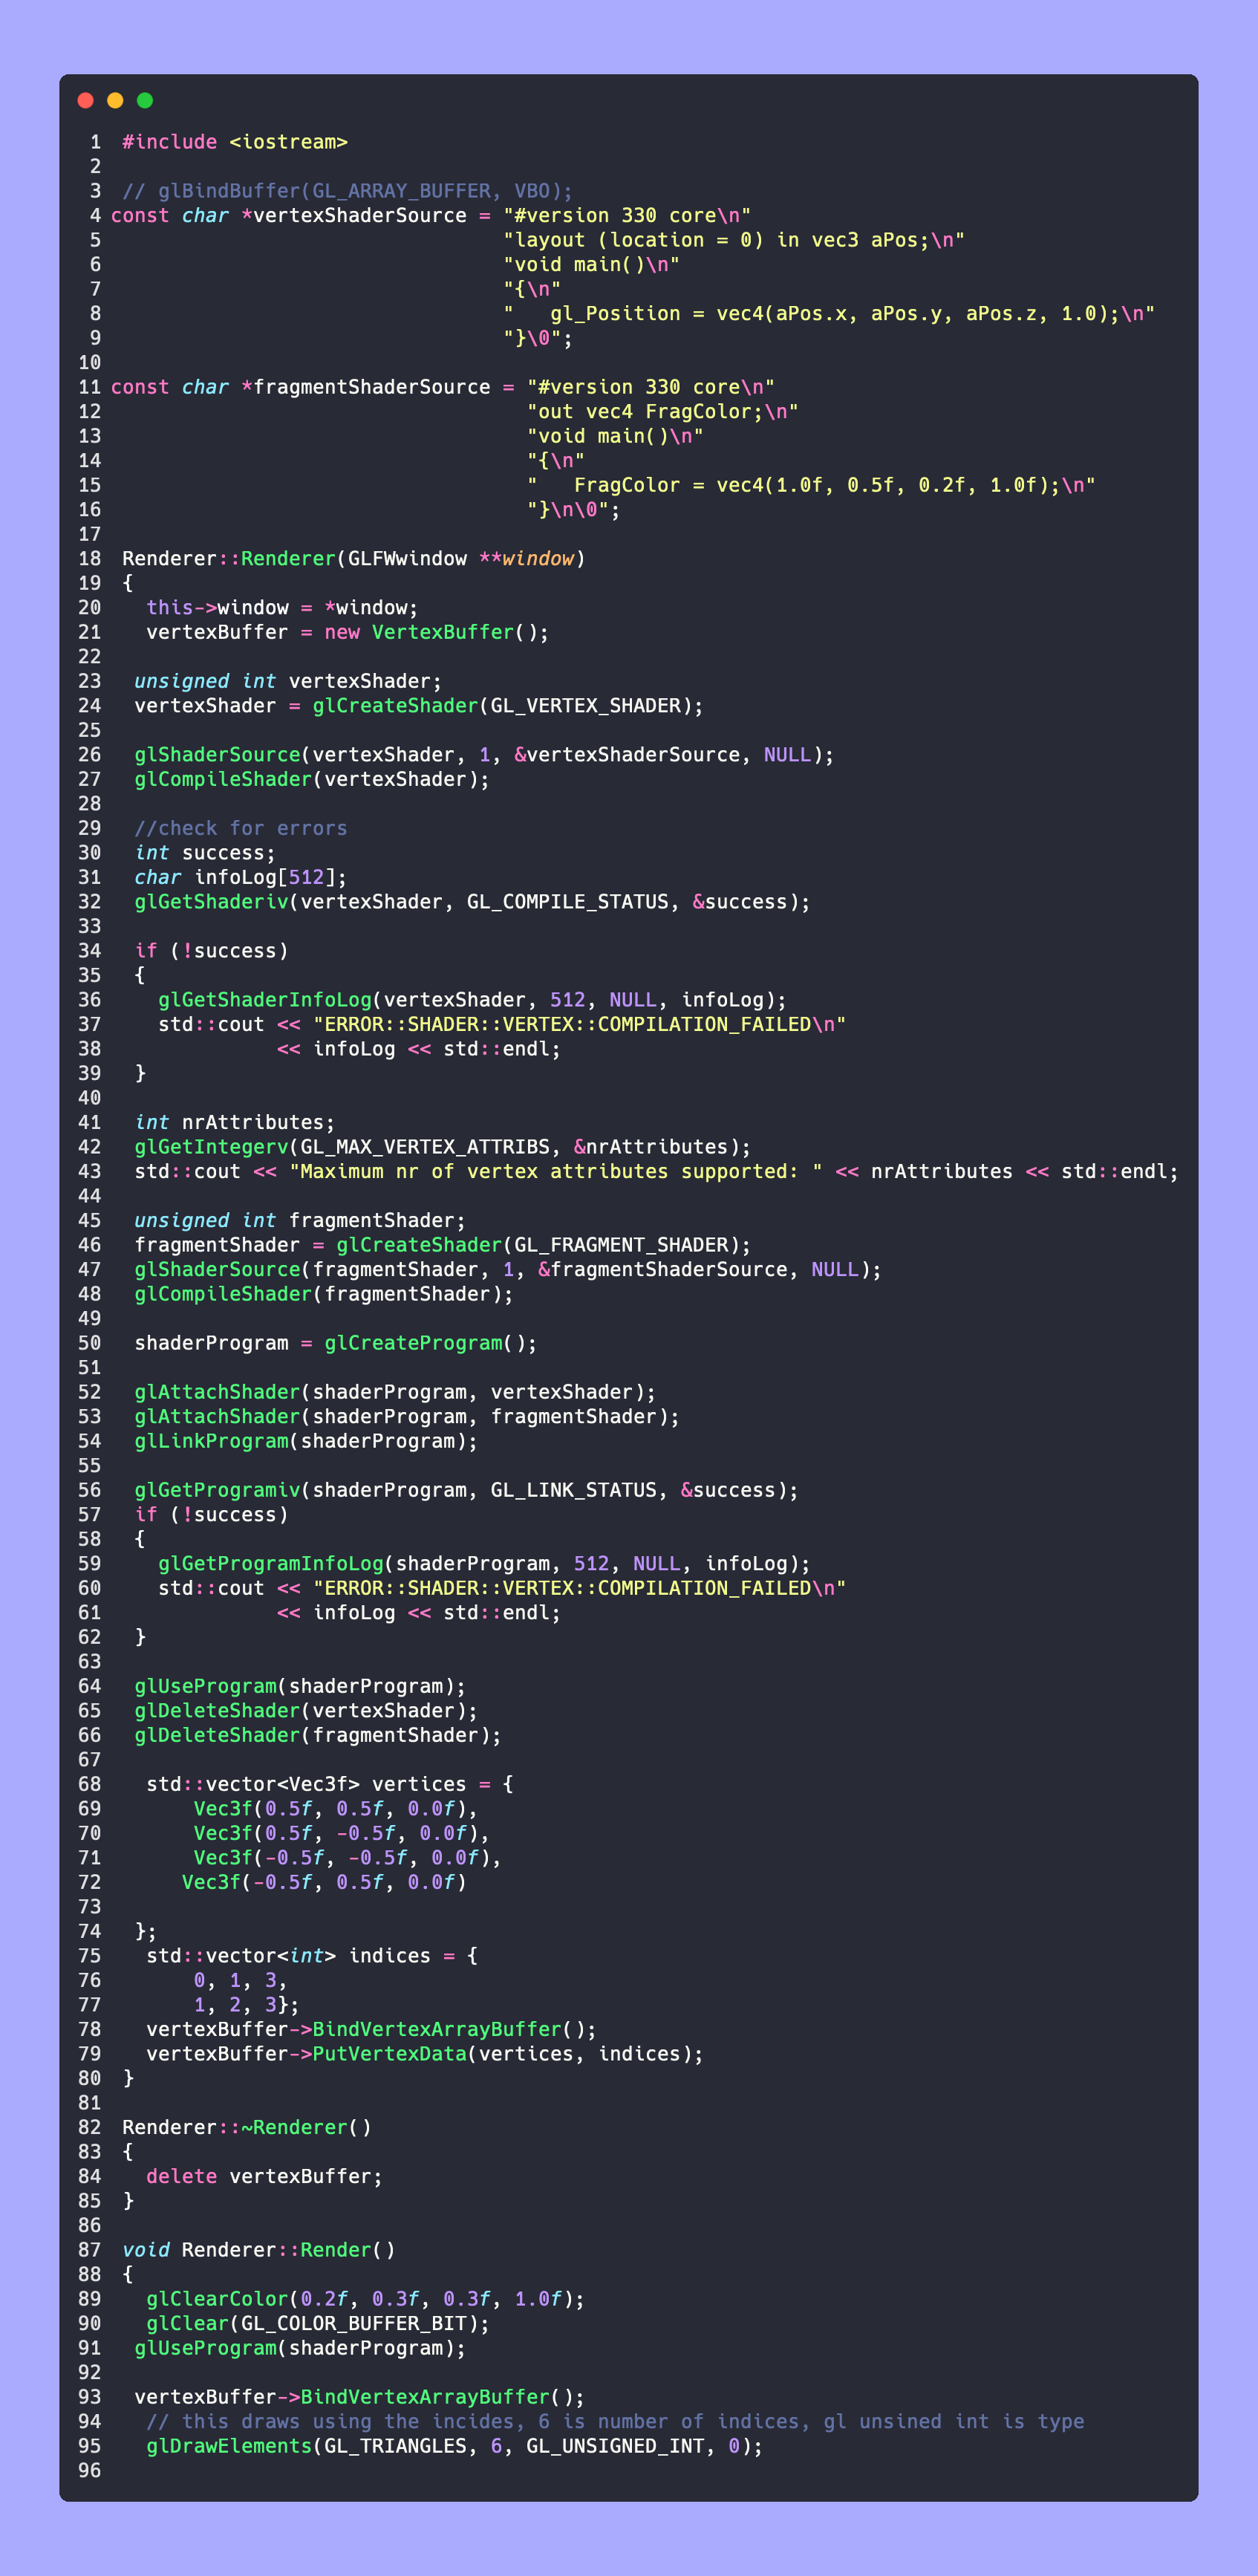 1 #include <iostream>
2
3 // glBindBuffer(GL_ARRAY_BUFFER, VBO);
4 const char *vertexShaderSource = "#version 330 core\n"
5 "layout (location = 0) in vec3 aPos;\n"
6 "void main()\n"
7 "{\n"
8 "   gl_Position = vec4(aPos.x, aPos.y, aPos.z, 1.0);\n"
9 "}\0";
10
11 const char *fragmentShaderSource = "#version 330 core\n"
12 "out vec4 FragColor;\n"
13 "void main()\n"
14 "{\n"
15 "   FragColor = vec4(1.0f, 0.5f, 0.2f, 1.0f);\n"
16 "}\n\0";
17
18 Renderer::Renderer(GLFWwindow **window)
19 {
20   this->window = *window;
21   vertexBuffer = new VertexBuffer();
22
23  unsigned int vertexShader;
24  vertexShader = glCreateShader(GL_VERTEX_SHADER);
25
26  glShaderSource(vertexShader, 1, &vertexShaderSource, NULL);
27  glCompileShader(vertexShader);
28
29  //check for errors
30  int success;
31  char infoLog[512];
32  glGetShaderiv(vertexShader, GL_COMPILE_STATUS, &success);
33
34  if (!success)
35  {
36    glGetShaderInfoLog(vertexShader, 512, NULL, infoLog);
37    std::cout << "ERROR::SHADER::VERTEX::COMPILATION_FAILED\n"
38              << infoLog << std::endl;
39  }
40
41  int nrAttributes;
42  glGetIntegerv(GL_MAX_VERTEX_ATTRIBS, &nrAttributes);
43  std::cout << "Maximum nr of vertex attributes supported: " << nrAttributes << std::endl;
44
45  unsigned int fragmentShader;
46  fragmentShader = glCreateShader(GL_FRAGMENT_SHADER);
47  glShaderSource(fragmentShader, 1, &fragmentShaderSource, NULL);
48  glCompileShader(fragmentShader);
49
50  shaderProgram = glCreateProgram();
51
52  glAttachShader(shaderProgram, vertexShader);
53  glAttachShader(shaderProgram, fragmentShader);
54  glLinkProgram(shaderProgram);
55
56  glGetProgramiv(shaderProgram, GL_LINK_STATUS, &success);
57  if (!success)
58  {
59    glGetProgramInfoLog(shaderProgram, 512, NULL, infoLog);
60    std::cout << "ERROR::SHADER::VERTEX::COMPILATION_FAILED\n"
61              << infoLog << std::endl;
62  }
63
64  glUseProgram(shaderProgram);
65  glDeleteShader(vertexShader);
66  glDeleteShader(fragmentShader);
67
68   std::vector<Vec3f> vertices = {
69       Vec3f(0.5f, 0.5f, 0.0f),
70       Vec3f(0.5f, -0.5f, 0.0f),
71       Vec3f(-0.5f, -0.5f, 0.0f),
72      Vec3f(-0.5f, 0.5f, 0.0f)
73
74  };
75   std::vector<int> indices = {
76       0, 1, 3,
77       1, 2, 3};
78   vertexBuffer->BindVertexArrayBuffer();
79   vertexBuffer->PutVertexData(vertices, indices);
80 }
81
82 Renderer::~Renderer()
83 {
84   delete vertexBuffer;
85 }
86
87 void Renderer::Render()
88 {
89   glClearColor(0.2f, 0.3f, 0.3f, 1.0f);
90   glClear(GL_COLOR_BUFFER_BIT);
91  glUseProgram(shaderProgram);
92
93  vertexBuffer->BindVertexArrayBuffer();
94   // this draws using the incides, 6 is number of indices, gl unsined int is type
95   glDrawElements(GL_TRIANGLES, 6, GL_UNSIGNED_INT, 0);
96